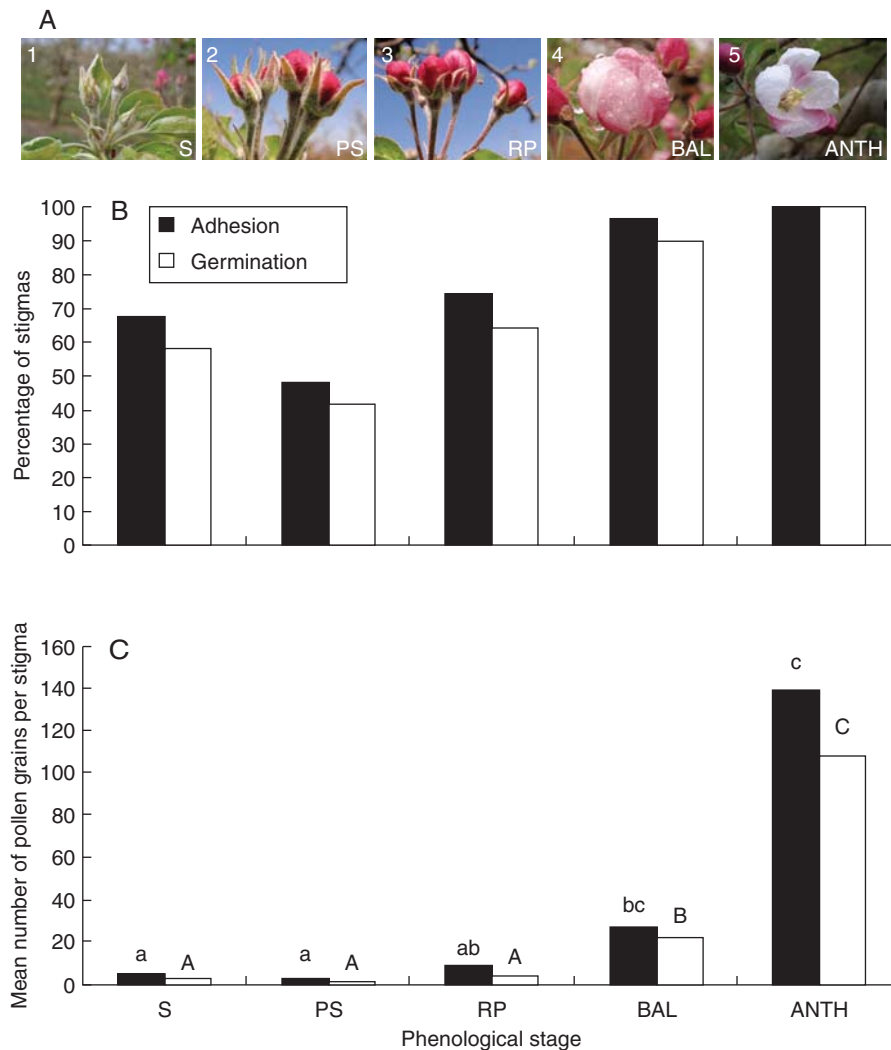 A
1 2 3 4 5
S PS RP BAL ANTH
B
Adhesion
Germination
Percentage of stigmas
100
90
80
70
60
50
40
30
20
10
0
C
Mean number of pollen grains per stigma
160
140
120
100
80
60
40
20
0
a A a A ab A bc B c C
S PS RP BAL ANTH
Phenological stage